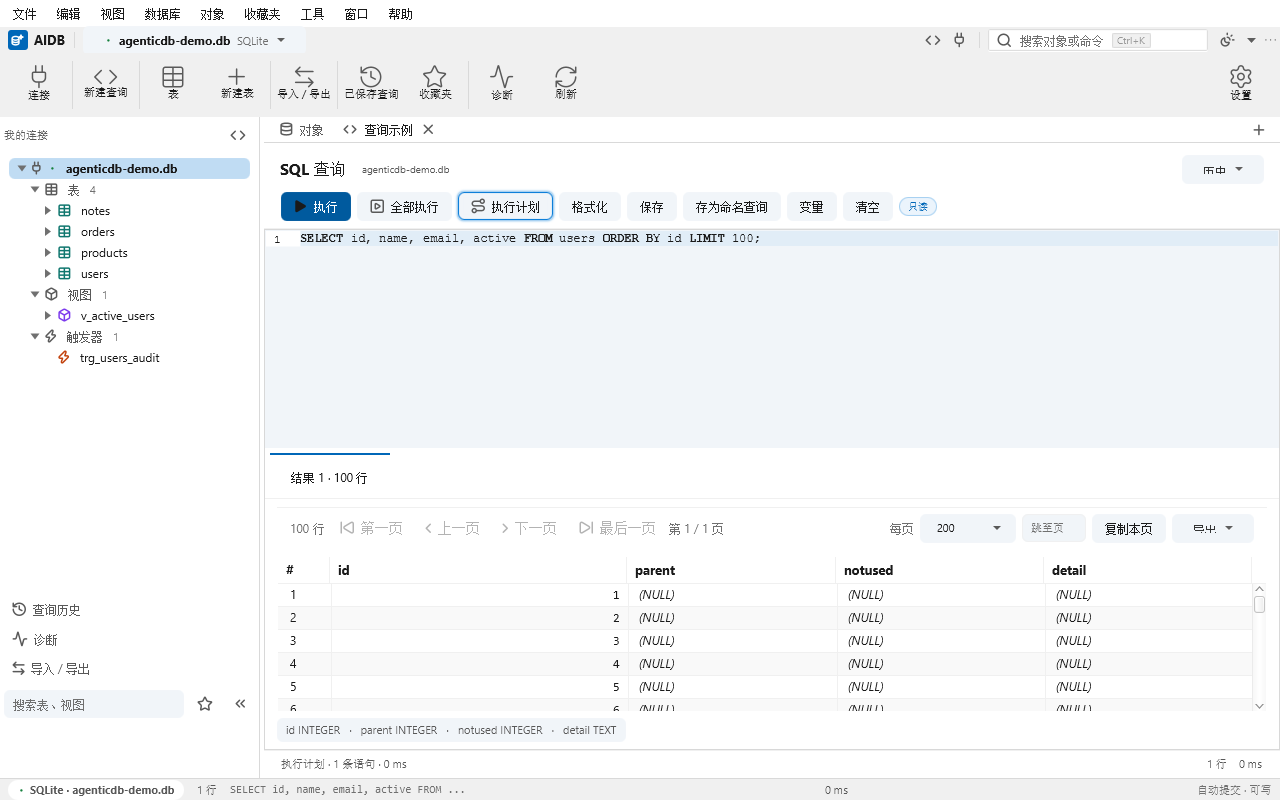 文件 编辑 视图 数据库 对象 收藏夹 工具 窗口 帮助
AIDB · agenticdb-demo.db SQLite 搜索对象或命令 Ctrl+K
连接 新建查询 表 新建表 导入 / 导出 已保存查询 收藏夹 诊断 刷新 设置
我的连接
· agenticdb-demo.db
表 4
notes
orders
products
users
视图 1
v_active_users
触发器 1
trg_users_audit
查询历史
诊断
导入 / 导出
搜索表、视图
对象 查询示例
SQL 查询 agenticdb-demo.db 历史
执行 全部执行 执行计划 格式化 保存 存为命名查询 变量 清空 只读
1 SELECT id, name, email, active FROM users ORDER BY id LIMIT 100;
结果 1 · 100 行
100 行 第一页 上一页 下一页 最后一页 第 1 / 1 页 每页 200 跳至页 复制本页 导出
# id parent notused detail
1 1 (NULL) (NULL) (NULL)
2 2 (NULL) (NULL) (NULL)
3 3 (NULL) (NULL) (NULL)
4 4 (NULL) (NULL) (NULL)
5 5 (NULL) (NULL) (NULL)
6 6 (NULL) (NULL) (NULL)
id INTEGER · parent INTEGER · notused INTEGER · detail TEXT
执行计划 · 1 条语句 · 0 ms 1 行 0 ms
· SQLite · agenticdb-demo.db 1 行 SELECT id, name, email, active FROM ... 0 ms 自动提交 · 可写